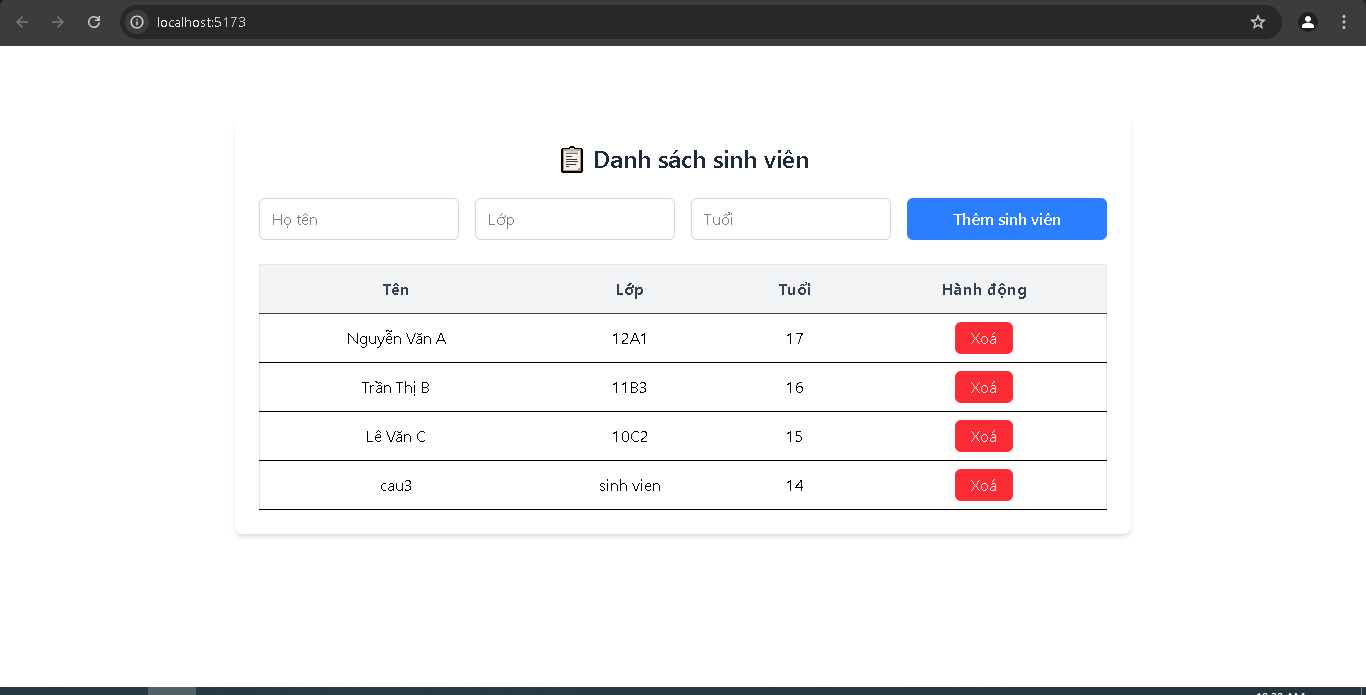 localhost:5173
Danh sách sinh viên
Họ tên Lớp Tuổi Thêm sinh viên
Tên Lớp Tuổi Hành động
Nguyễn Văn A 12A1 17 Xoá
Trần Thị B 11B3 16 Xoá
Lê Văn C 10C2 15 Xoá
cau3 sinh vien 14 Xoá